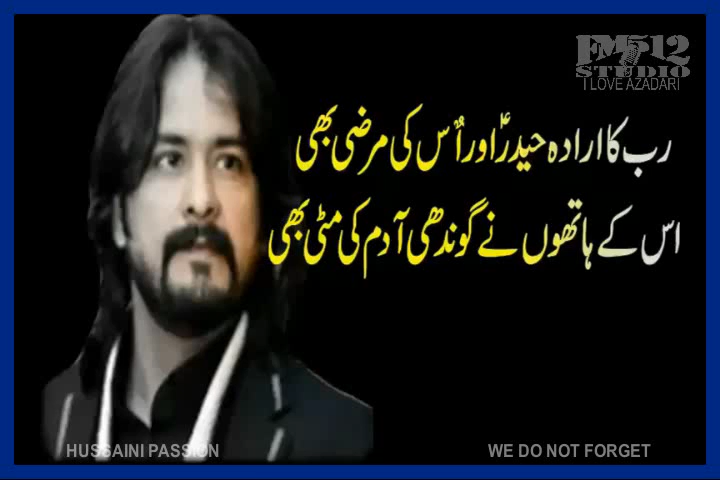 FM512
STUDIO
I LOVE AZADARI
رب کا ارادہ حیدرؑ اور اُس کی مرضی بھی
اس کے ہاتھوں نے گوندھی آدم کی مٹی بھی
HUSSAINI PASSION
WE DO NOT FORGET